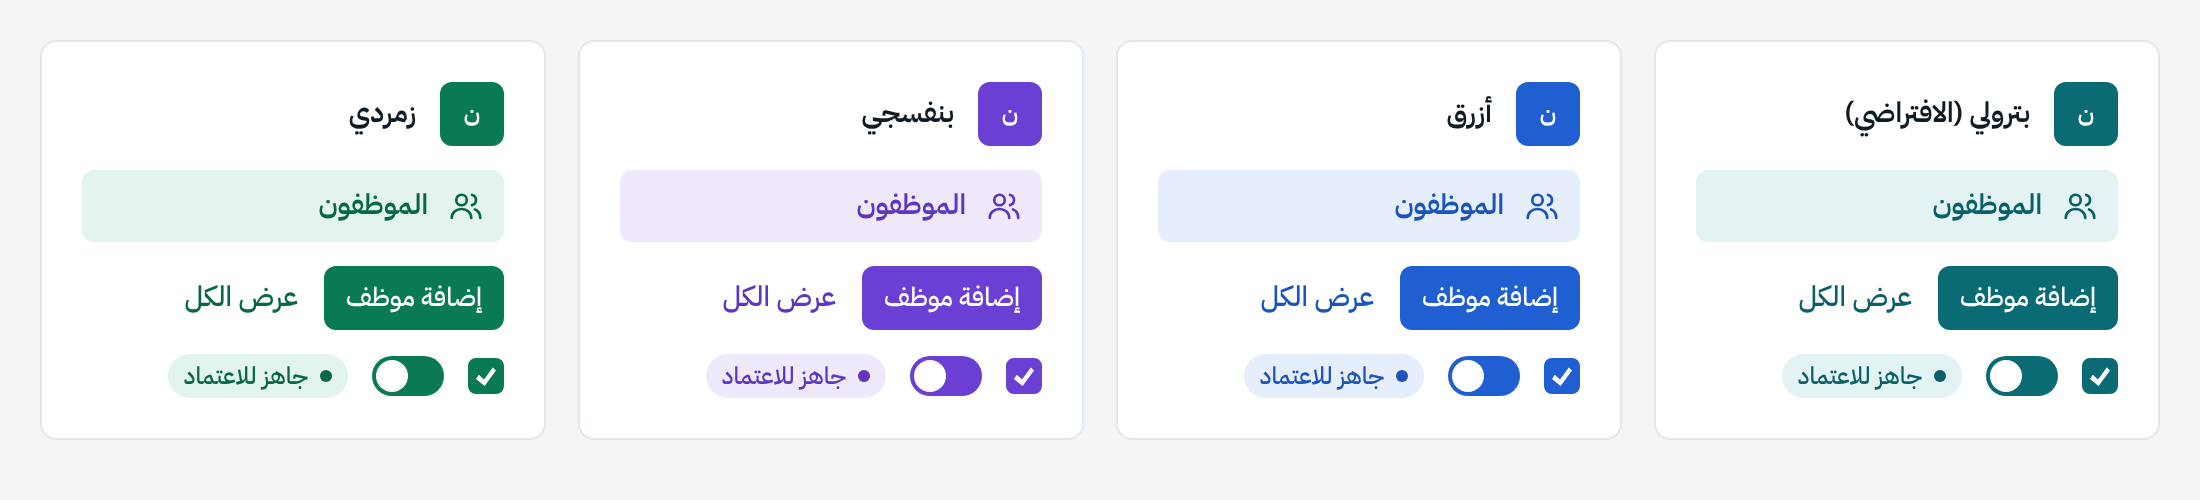 ن بترولي (الافتراضي)
الموظفون
إضافة موظف عرض الكل
جاهز للاعتماد
ن أزرق
الموظفون
إضافة موظف عرض الكل
جاهز للاعتماد
ن بنفسجي
الموظفون
إضافة موظف عرض الكل
جاهز للاعتماد
ن زمردي
الموظفون
إضافة موظف عرض الكل
جاهز للاعتماد